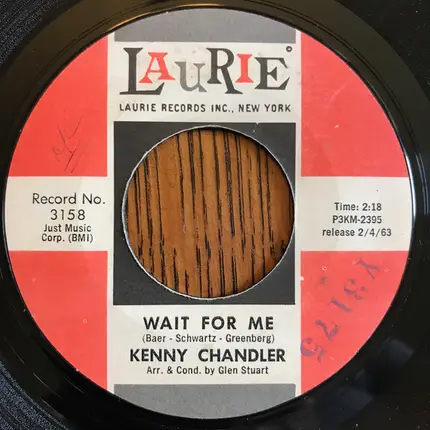 LAURIE®
LAURIE RECORDS INC., NEW YORK
Record No.
3158
Just Music
Corp. (BMI)
Time: 2:18
P3KM-2395
release 2/4/63
WAIT FOR ME
(Baer - Schwartz - Greenberg)
KENNY CHANDLER
Arr. & Cond. by Glen Stuart